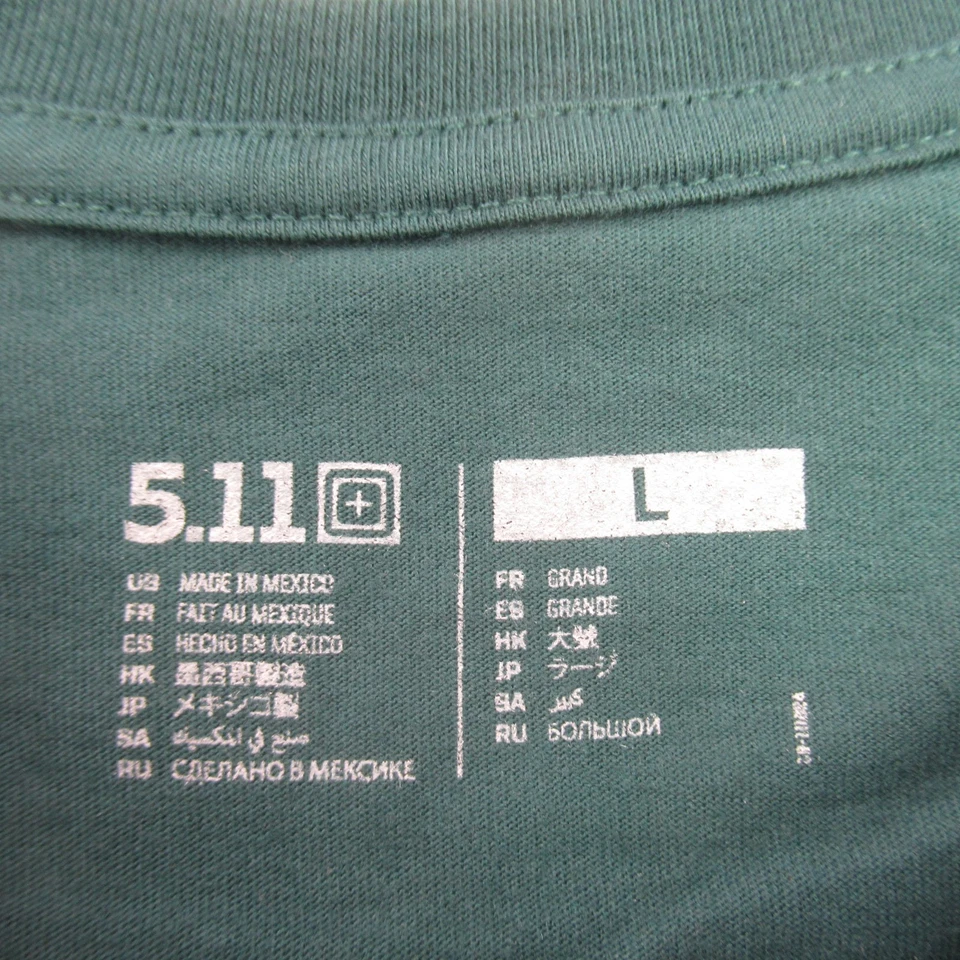 5.11
US MADE IN MEXICO
FR FAIT AU MEXIQUE
ES HECHO EN MÉXICO
HK 墨西哥製造
JP メキシコ製
SA صنع في المكسيك
RU СДЕЛАНО В МЕКСИКЕ
L
FR GRAND
ES GRANDE
HK 大號
JP ラージ
SA كبير
RU БОЛЬШОЙ